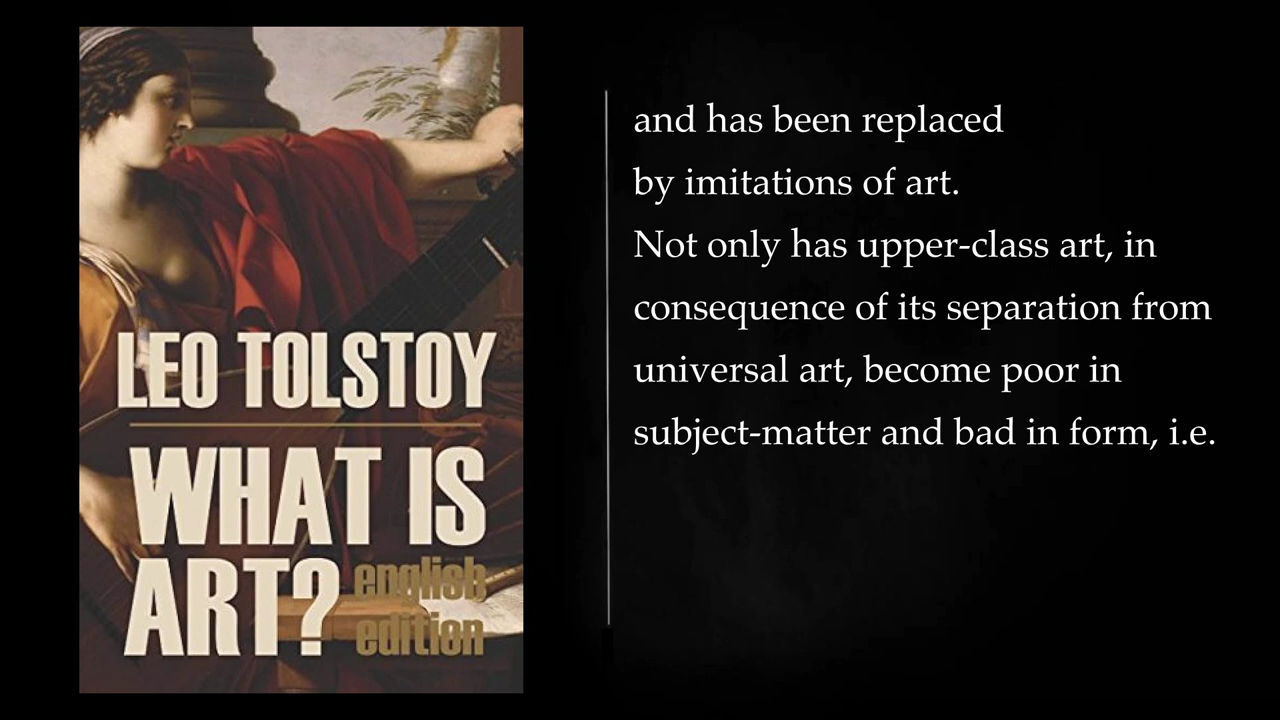 LEO TOLSTOY
WHAT IS
ART?
english
edition
and has been replaced
by imitations of art.
Not only has upper-class art, in
consequence of its separation from
universal art, become poor in
subject-matter and bad in form, i.e.